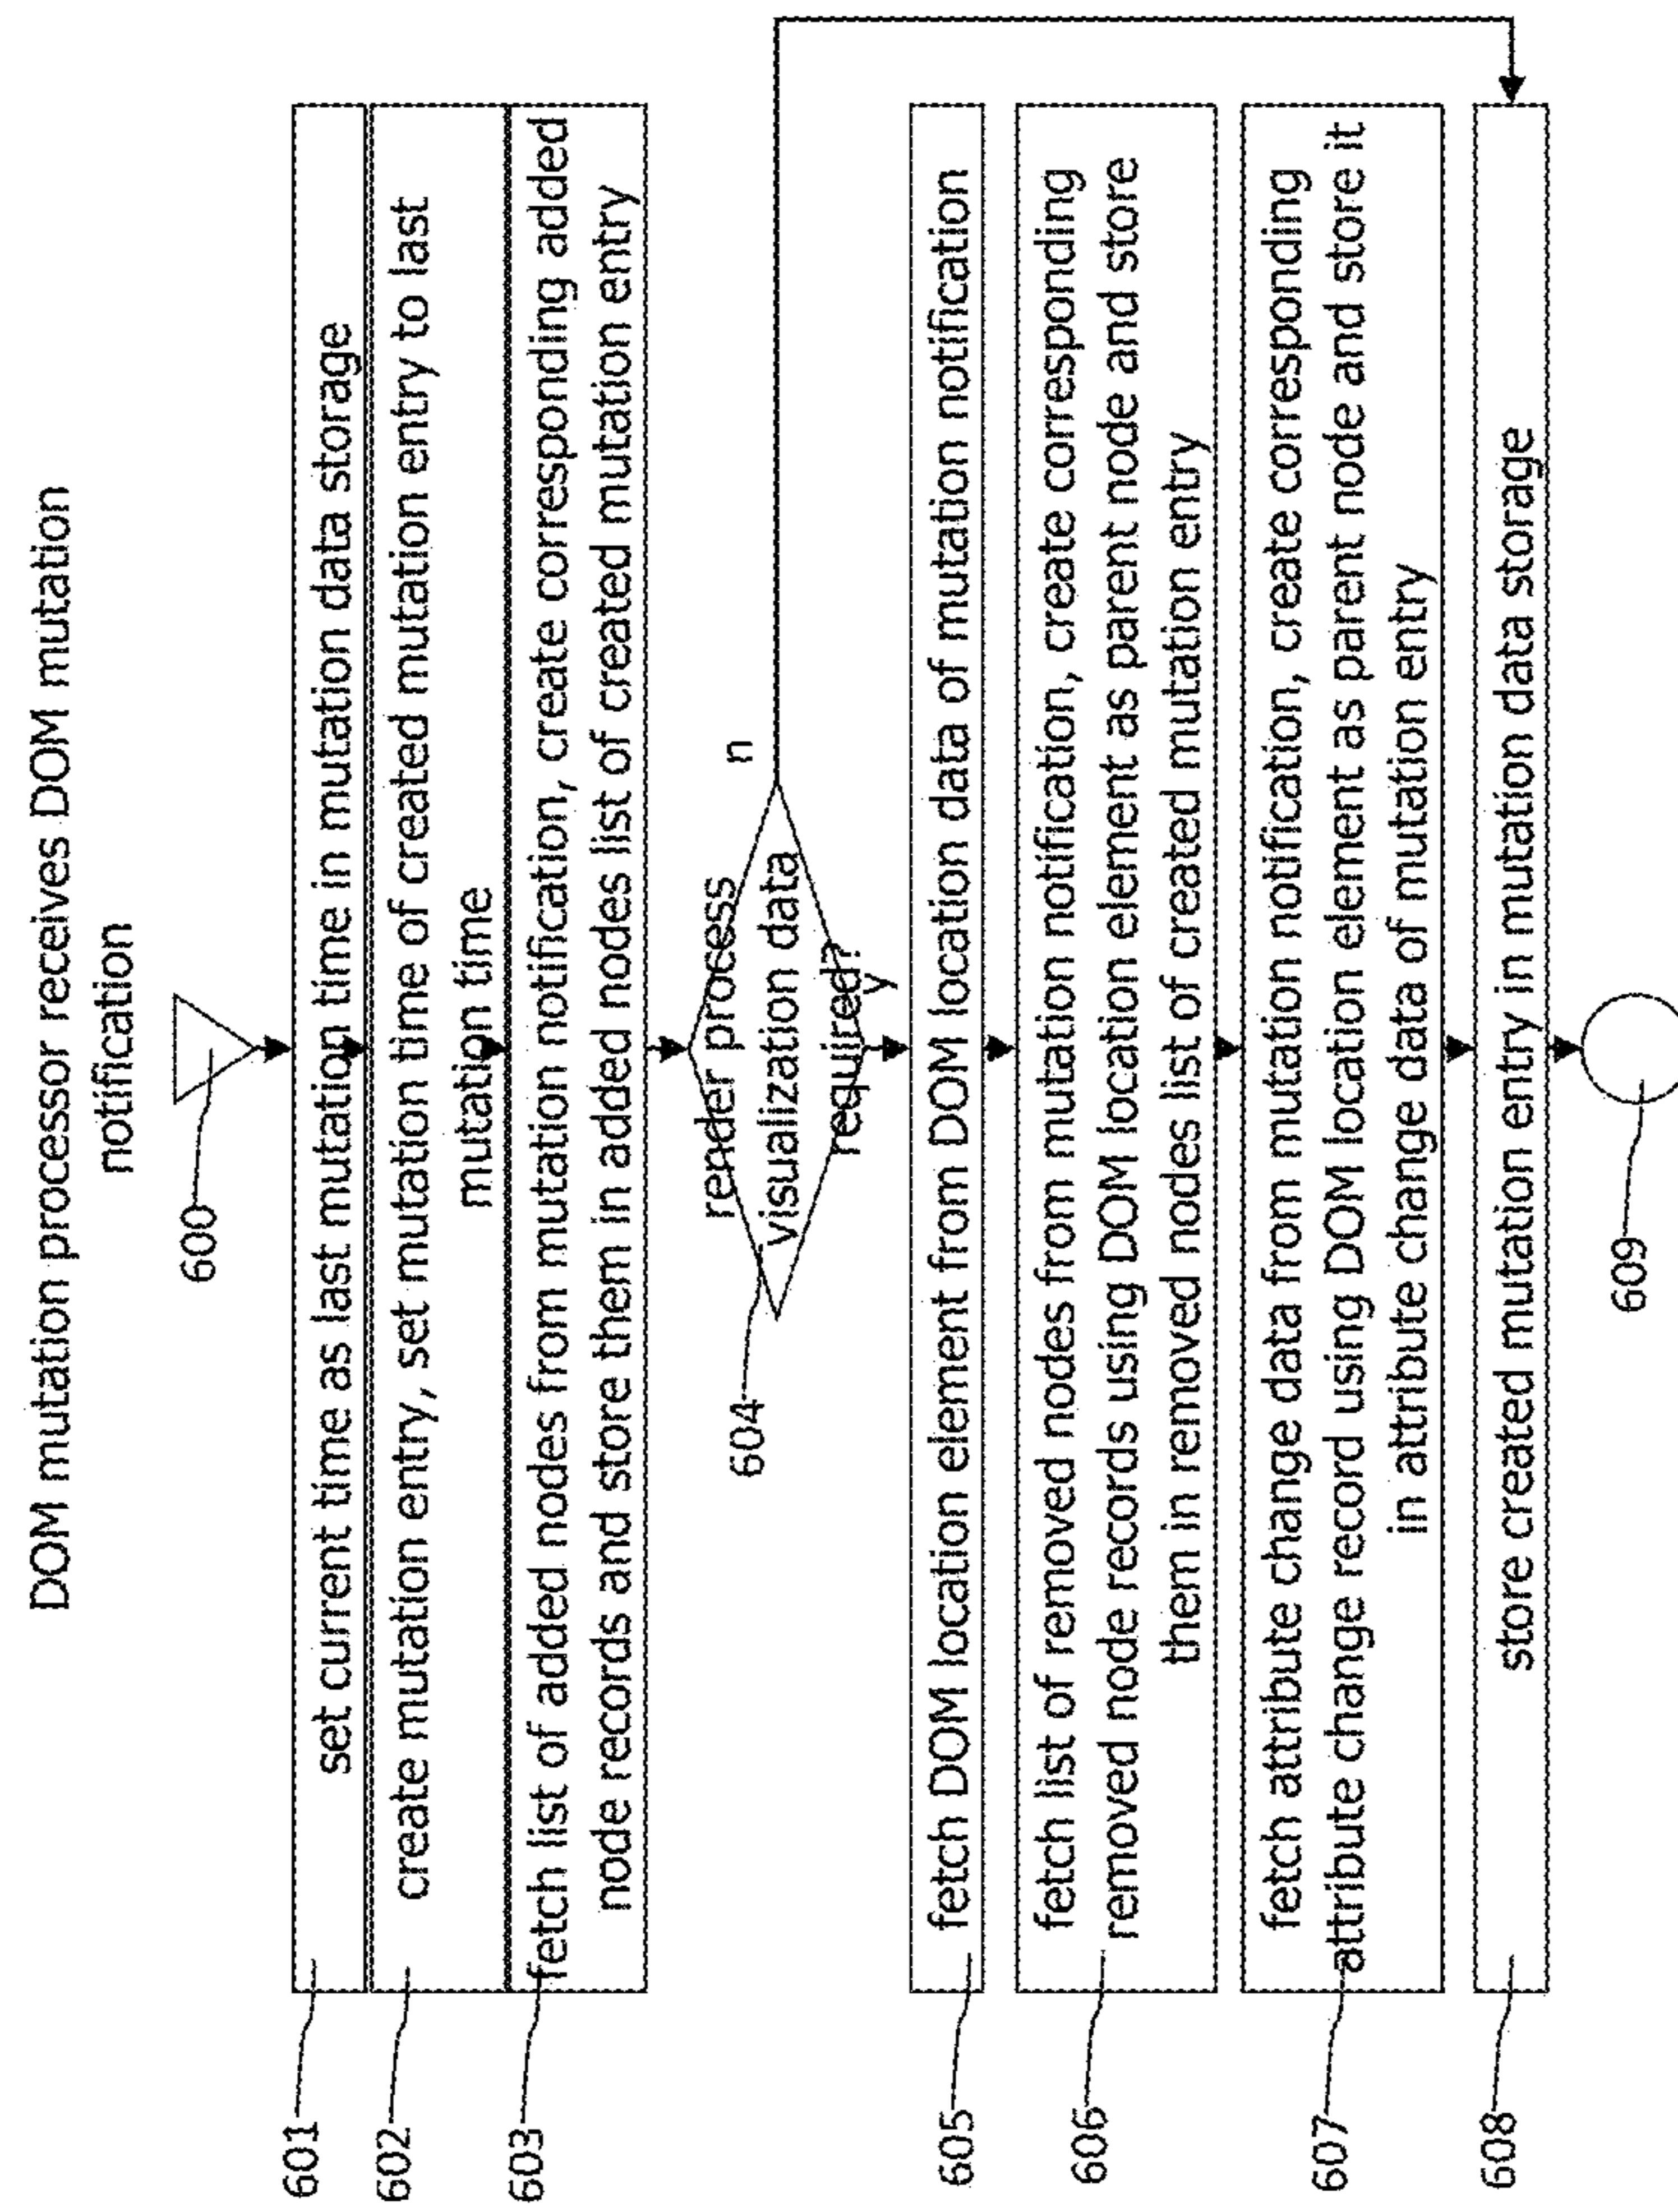 DOM mutation processor receives DOM mutation
notification
600
601
set current time as last mutation time in mutation data storage
602
create mutation entry, set mutation time of created mutation entry to last
mutation time
603
fetch list of added nodes from mutation notification, create corresponding added
node records and store them in added nodes list of created mutation entry
604
render process
visualization data
required?
n
y
605
fetch DOM location element from DOM location data of mutation notification
606
fetch list of removed nodes from mutation notification, create corresponding
removed node records using DOM location element as parent node and store
them in removed nodes list of created mutation entry
607
fetch attribute change data from mutation notification, create corresponding
attribute change record using DOM location element as parent node and store it
in attribute change data of mutation entry
608
store created mutation entry in mutation data storage
609